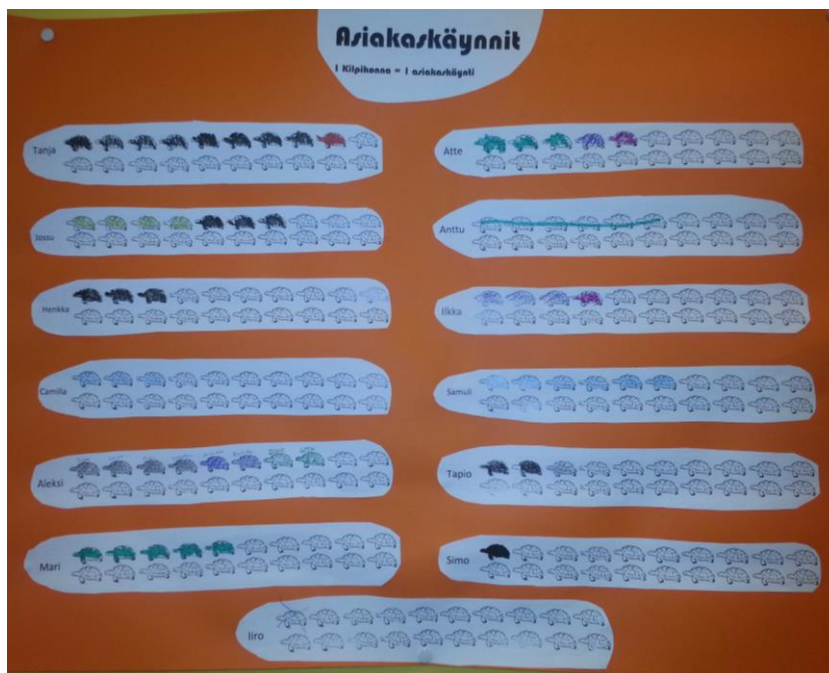 Asiakaskäynnit
1 Kilpikonna = 1 asiakaskäynti
Tanja
Atte
Jossu
Anttu
Henkka
Ilkka
Camilla
Samuli
Aleksi
Tapio
Mari
Simo
Iiro